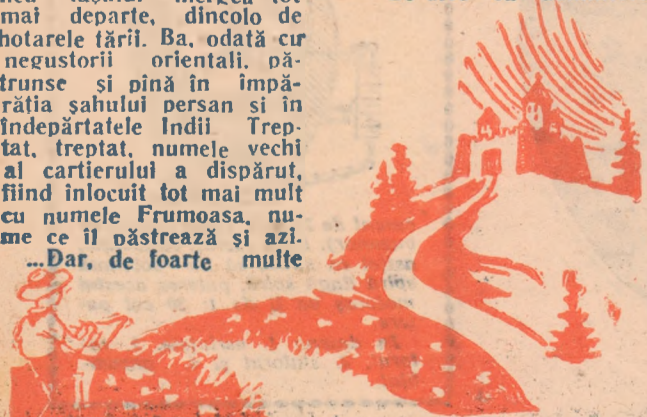 mai departe, dincolo de
hotarele țării. Ba, odată cu
negustorii orientali, pă-
trunse și pînă în împă-
răția șahului persan și în
îndepărtatele Indii Trep-
tat, treptat, numele vechi
al cartierului a dispărut,
fiind inlocuit tot mai mult
cu numele Frumoasa, nu-
me ce îl păstrează și azi.
...Dar, de foarte multe